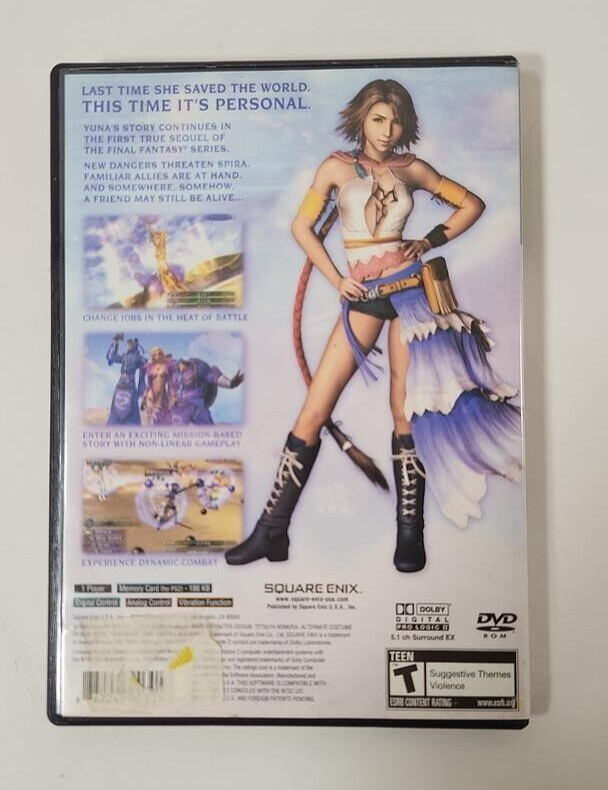 LAST TIME SHE SAVED THE WORLD.
THIS TIME IT'S PERSONAL.
YUNA'S STORY CONTINUES IN
THE FIRST TRUE SEQUEL OF
THE FINAL FANTASY® SERIES.
NEW DANGERS THREATEN SPIRA.
FAMILIAR ALLIES ARE AT HAND.
AND SOMEWHERE, SOMEHOW,
A FRIEND MAY STILL BE ALIVE...
CHANGE JOBS IN THE HEAT OF BATTLE
ENTER AN EXCITING MISSION-BASED
STORY WITH NON-LINEAR GAMEPLAY
EXPERIENCE DYNAMIC COMBAT
1 Player Memory Card (for PS2) - 186 KB
Digital Control Analog Control Vibration Function
SQUARE ENIX™
www.square-enix-usa.com
Published by Square Enix U.S.A., Inc.
DOLBY
DIGITAL
PRO LOGIC II
5.1 ch Surround EX
DVD
ROM
TEEN
T
Suggestive Themes
Violence
ESRB CONTENT RATING www.esrb.org